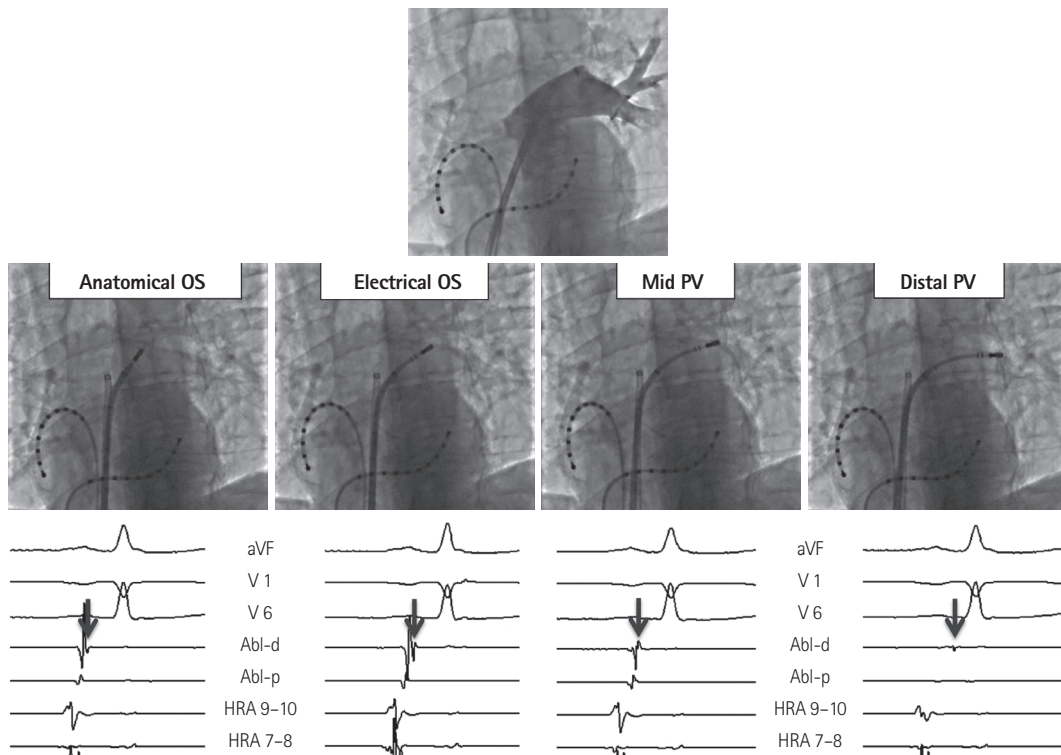 Anatomical OS
Electrical OS
Mid PV
Distal PV
aVF
aVF
V 1
V 1
V 6
V 6
Abl-d
Abl-d
Abl-p
Abl-p
HRA 9–10
HRA 9–10
HRA 7–8
HRA 7–8